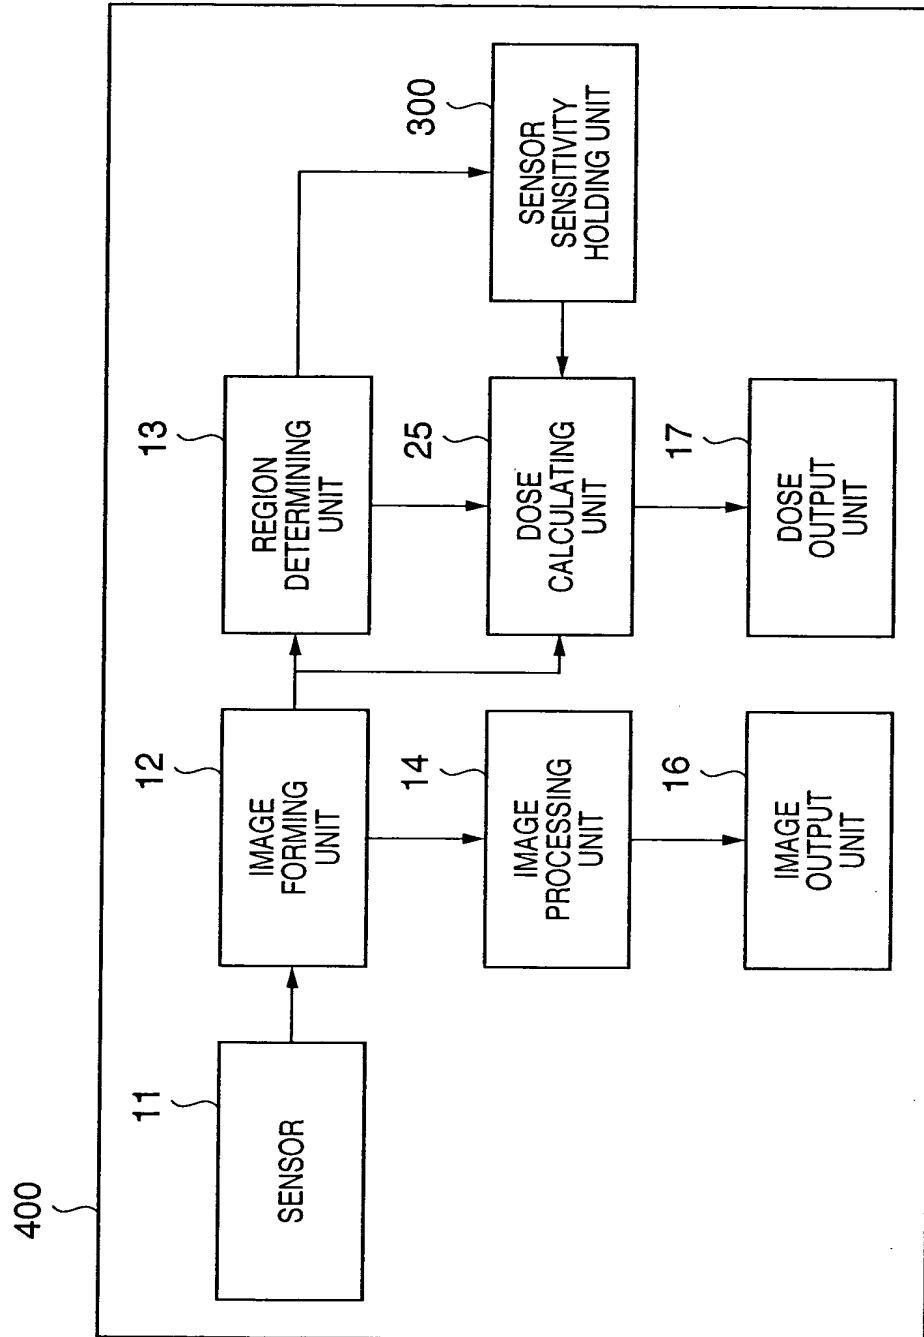 400
11
SENSOR
12
IMAGE
FORMING
UNIT
13
REGION
DETERMINING
UNIT
14
IMAGE
PROCESSING
UNIT
25
DOSE
CALCULATING
UNIT
300
SENSOR
SENSITIVITY
HOLDING UNIT
16
IMAGE
OUTPUT
UNIT
17
DOSE
OUTPUT
UNIT